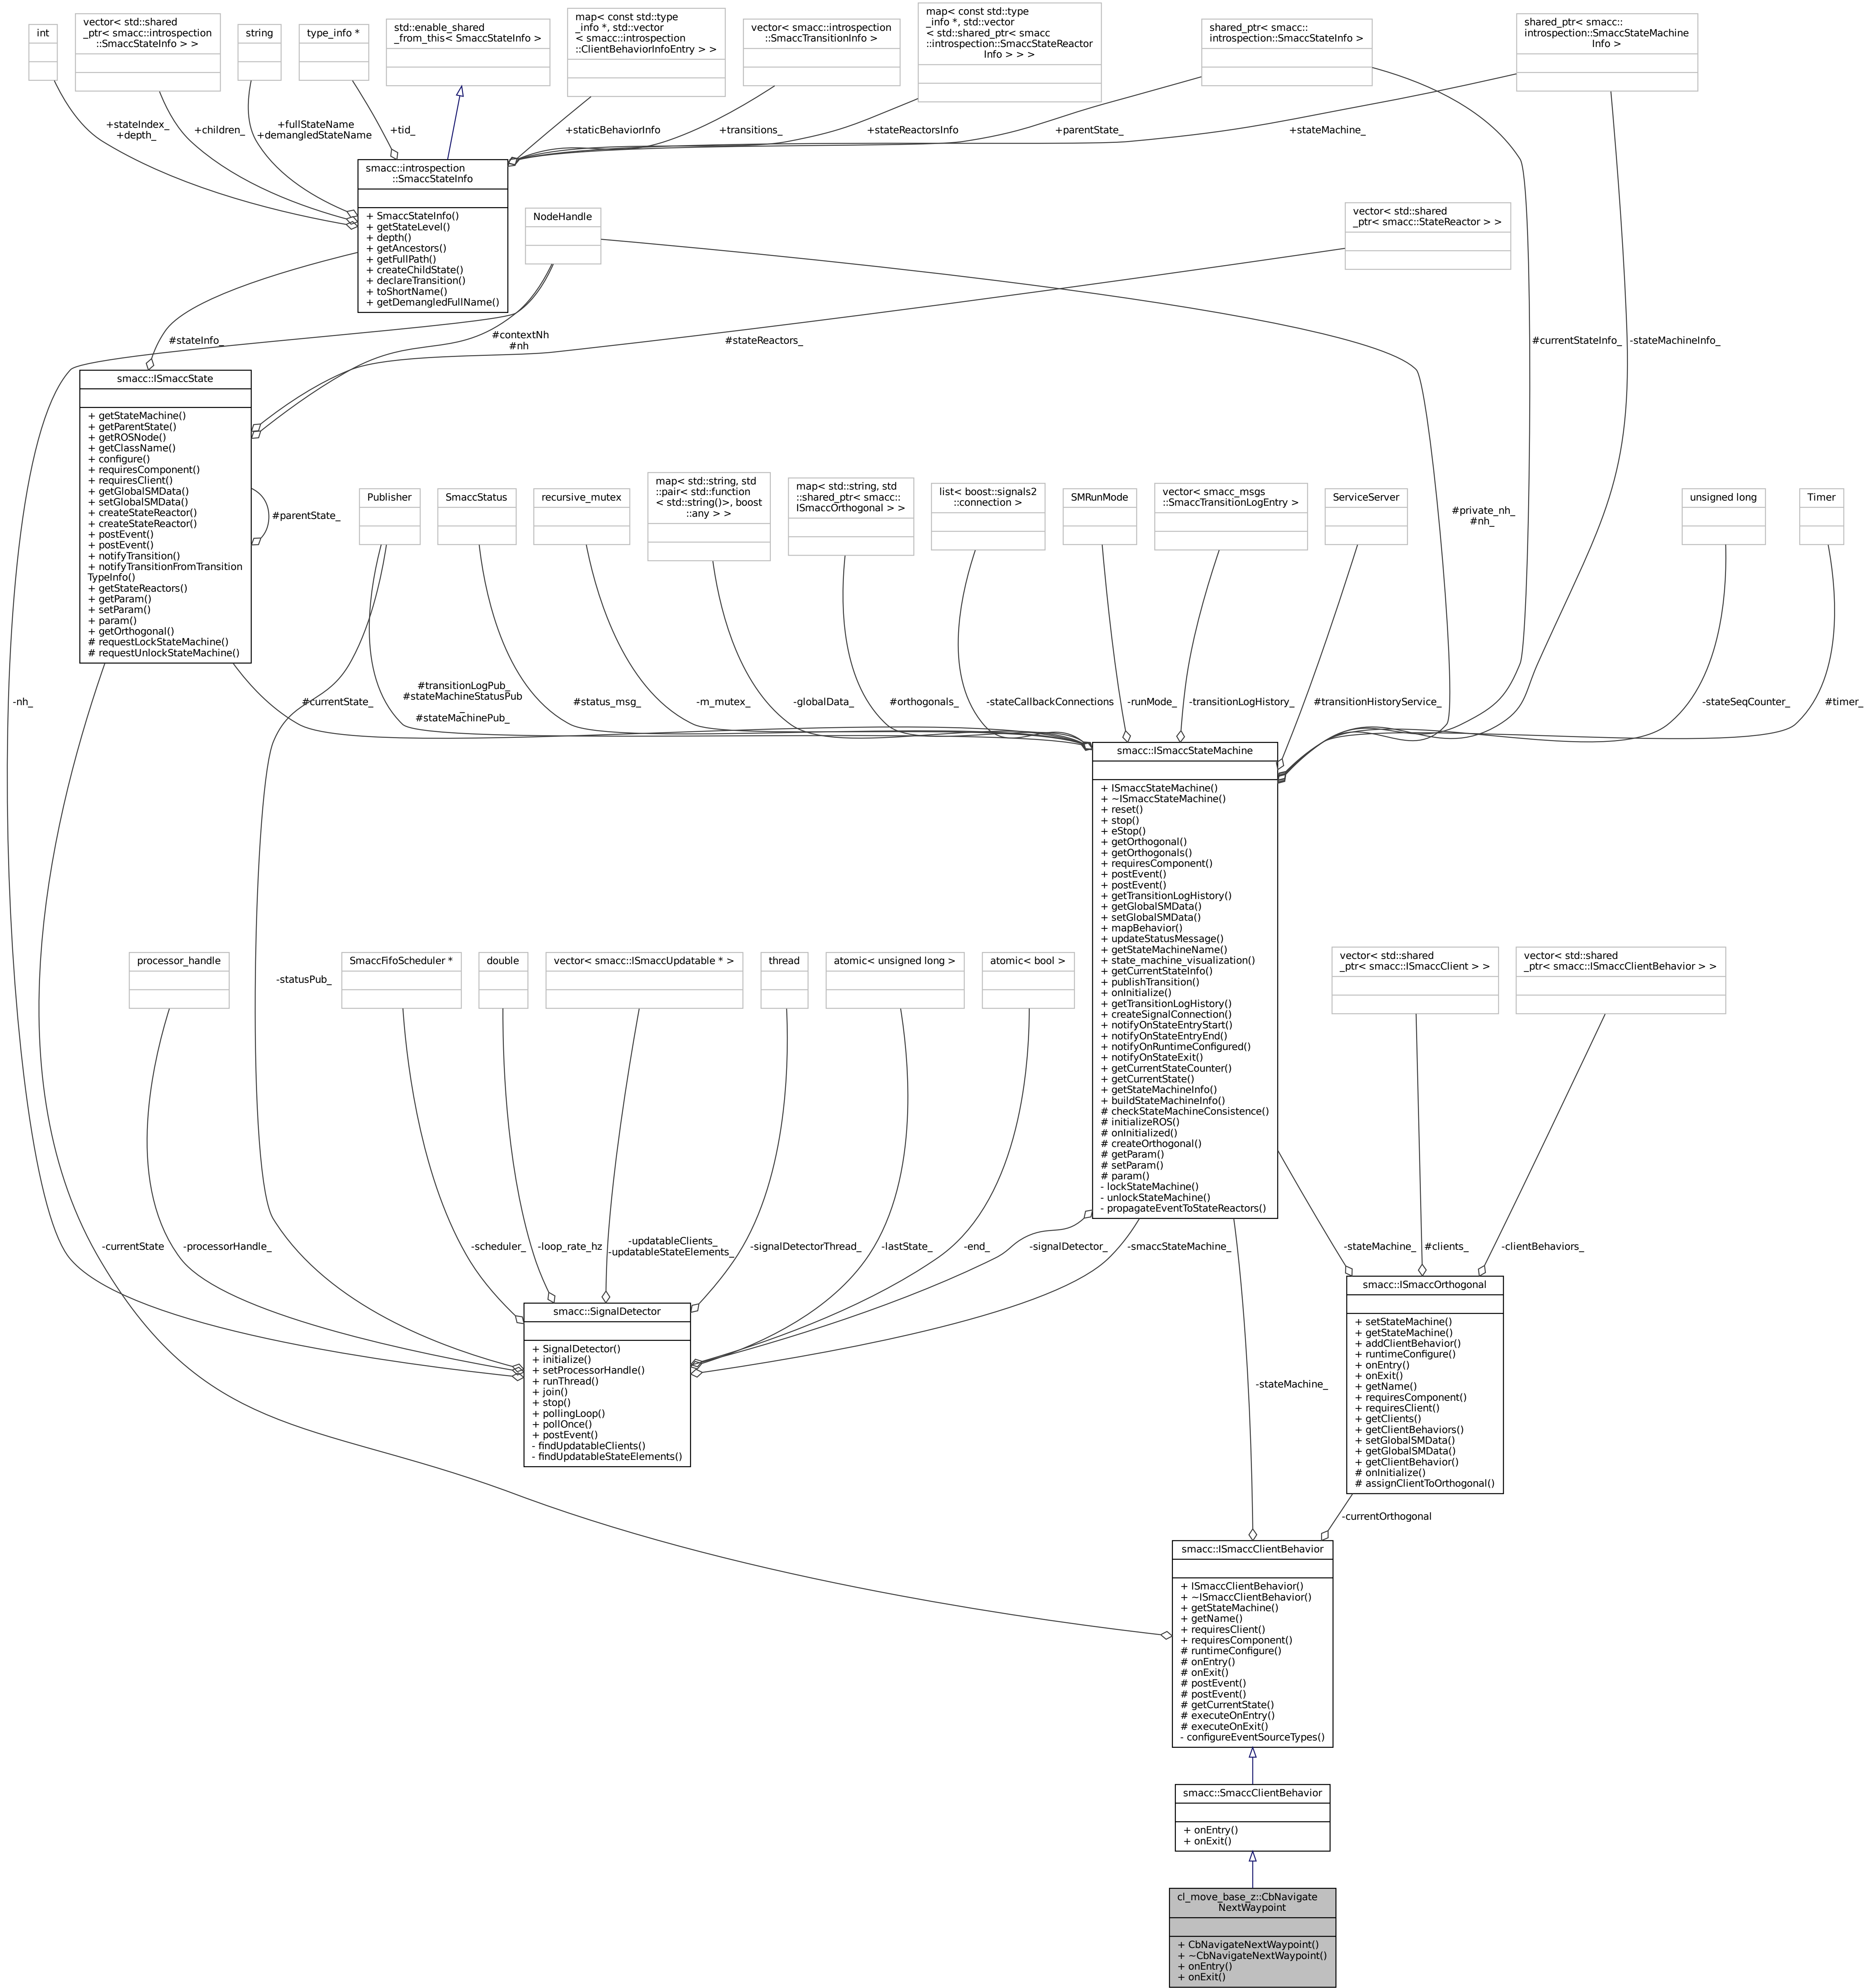 int
vector< std::shared
_ptr< smacc::introspection
::SmaccStateInfo > >
string
type_info *
std::enable_shared
_from_this< SmaccStateInfo >
map< const std::type
_info *, std::vector
< smacc::introspection
::ClientBehaviorInfoEntry > >
vector< smacc::introspection
::SmaccTransitionInfo >
map< const std::type
_info *, std::vector
< std::shared_ptr< smacc
::introspection::SmaccStateReactor
Info > > >
shared_ptr< smacc::
introspection::SmaccStateInfo >
shared_ptr< smacc::
introspection::SmaccStateMachine
Info >
+stateIndex_
+depth_
+children_
+fullStateName
+demangledStateName
+tid_
+staticBehaviorInfo
+transitions_
+stateReactorsInfo
+parentState_
+stateMachine_
smacc::introspection
::SmaccStateInfo
+ SmaccStateInfo()
+ getStateLevel()
+ depth()
+ getAncestors()
+ getFullPath()
+ createChildState()
+ declareTransition()
+ toShortName()
+ getDemangledFullName()
NodeHandle
vector< std::shared
_ptr< smacc::StateReactor > >
#stateInfo_
#contextNh
#nh
#stateReactors_
#currentStateInfo_
-stateMachineInfo_
smacc::ISmaccState
+ getStateMachine()
+ getParentState()
+ getROSNode()
+ getClassName()
+ configure()
+ requiresComponent()
+ requiresClient()
+ getGlobalSMData()
+ setGlobalSMData()
+ createStateReactor()
+ createStateReactor()
+ postEvent()
+ postEvent()
+ notifyTransition()
+ notifyTransitionFromTransition
TypeInfo()
+ getStateReactors()
+ getParam()
+ setParam()
+ param()
+ getOrthogonal()
# requestLockStateMachine()
# requestUnlockStateMachine()
#parentState_
Publisher
SmaccStatus
recursive_mutex
map< std::string, std
::pair< std::function
< std::string()>, boost
::any > >
map< std::string, std
::shared_ptr< smacc::
ISmaccOrthogonal > >
list< boost::signals2
::connection >
SMRunMode
vector< smacc_msgs
::SmaccTransitionLogEntry >
ServiceServer
#private_nh_
#nh_
unsigned long
Timer
-nh_
#currentState_
#transitionLogPub_
#stateMachineStatusPub
_
#stateMachinePub_
#status_msg_
-m_mutex_
-globalData_
#orthogonals_
-stateCallbackConnections
-runMode_
-transitionLogHistory_
#transitionHistoryService_
-stateSeqCounter_
#timer_
smacc::ISmaccStateMachine
+ ISmaccStateMachine()
+ ~ISmaccStateMachine()
+ reset()
+ stop()
+ eStop()
+ getOrthogonal()
+ getOrthogonals()
+ requiresComponent()
+ postEvent()
+ postEvent()
+ getTransitionLogHistory()
+ getGlobalSMData()
+ setGlobalSMData()
+ mapBehavior()
+ updateStatusMessage()
+ getStateMachineName()
+ state_machine_visualization()
+ getCurrentStateInfo()
+ publishTransition()
+ onInitialize()
+ getTransitionLogHistory()
+ createSignalConnection()
+ notifyOnStateEntryStart()
+ notifyOnStateEntryEnd()
+ notifyOnRuntimeConfigured()
+ notifyOnStateExit()
+ getCurrentStateCounter()
+ getCurrentState()
+ getStateMachineInfo()
+ buildStateMachineInfo()
# checkStateMachineConsistence()
# initializeROS()
# onInitialized()
# createOrthogonal()
# getParam()
# setParam()
# param()
- lockStateMachine()
- unlockStateMachine()
- propagateEventToStateReactors()
processor_handle
-statusPub_
SmaccFifoScheduler *
double
vector< smacc::ISmaccUpdatable * >
thread
atomic< unsigned long >
atomic< bool >
vector< std::shared
_ptr< smacc::ISmaccClient > >
vector< std::shared
_ptr< smacc::ISmaccClientBehavior > >
-currentState
-processorHandle_
-scheduler_
-loop_rate_hz
-updatableClients_
-updatableStateElements_
-signalDetectorThread_
-lastState_
-end_
-signalDetector_
-smaccStateMachine_
-stateMachine_
#clients_
-clientBehaviors_
smacc::SignalDetector
+ SignalDetector()
+ initialize()
+ setProcessorHandle()
+ runThread()
+ join()
+ stop()
+ pollingLoop()
+ pollOnce()
+ postEvent()
- findUpdatableClients()
- findUpdatableStateElements()
-stateMachine_
smacc::ISmaccOrthogonal
+ setStateMachine()
+ getStateMachine()
+ addClientBehavior()
+ runtimeConfigure()
+ onEntry()
+ onExit()
+ getName()
+ requiresComponent()
+ requiresClient()
+ getClients()
+ getClientBehaviors()
+ setGlobalSMData()
+ getGlobalSMData()
+ getClientBehavior()
# onInitialize()
# assignClientToOrthogonal()
-currentOrthogonal
smacc::ISmaccClientBehavior
+ ISmaccClientBehavior()
+ ~ISmaccClientBehavior()
+ getStateMachine()
+ getName()
+ requiresClient()
+ requiresComponent()
# runtimeConfigure()
# onEntry()
# onExit()
# postEvent()
# postEvent()
# getCurrentState()
# executeOnEntry()
# executeOnExit()
- configureEventSourceTypes()
smacc::SmaccClientBehavior
+ onEntry()
+ onExit()
cl_move_base_z::CbNavigate
NextWaypoint
+ CbNavigateNextWaypoint()
+ ~CbNavigateNextWaypoint()
+ onEntry()
+ onExit()